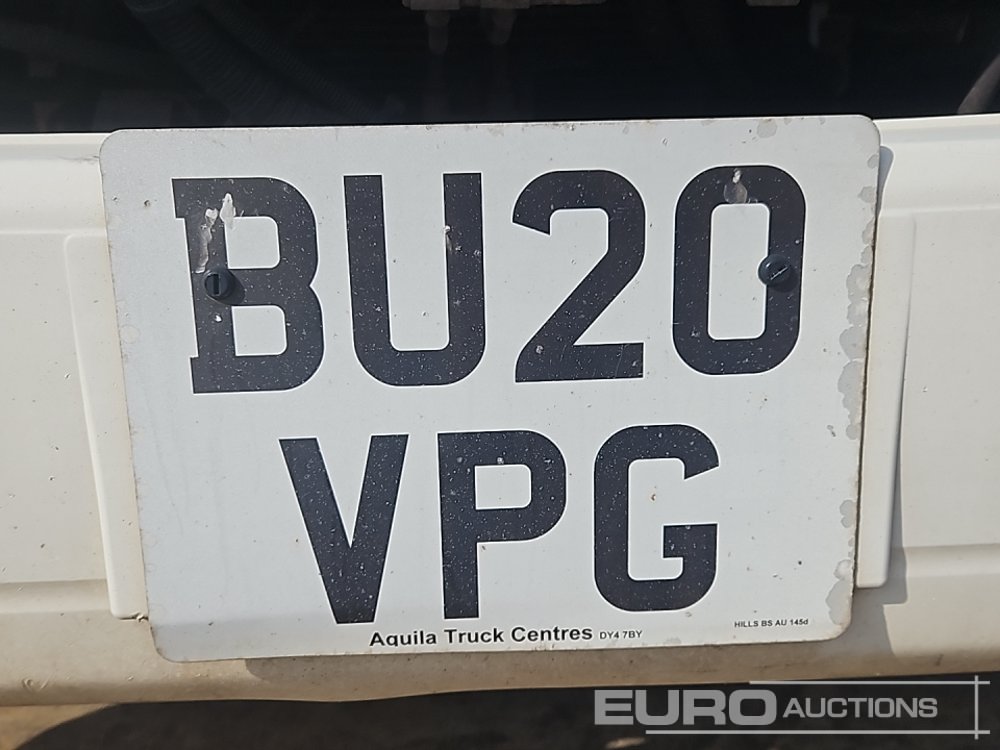 BU20
VPG
Aquila Truck Centres DY4 7BY
HILLS BS AU 145d
EURO AUCTIONS